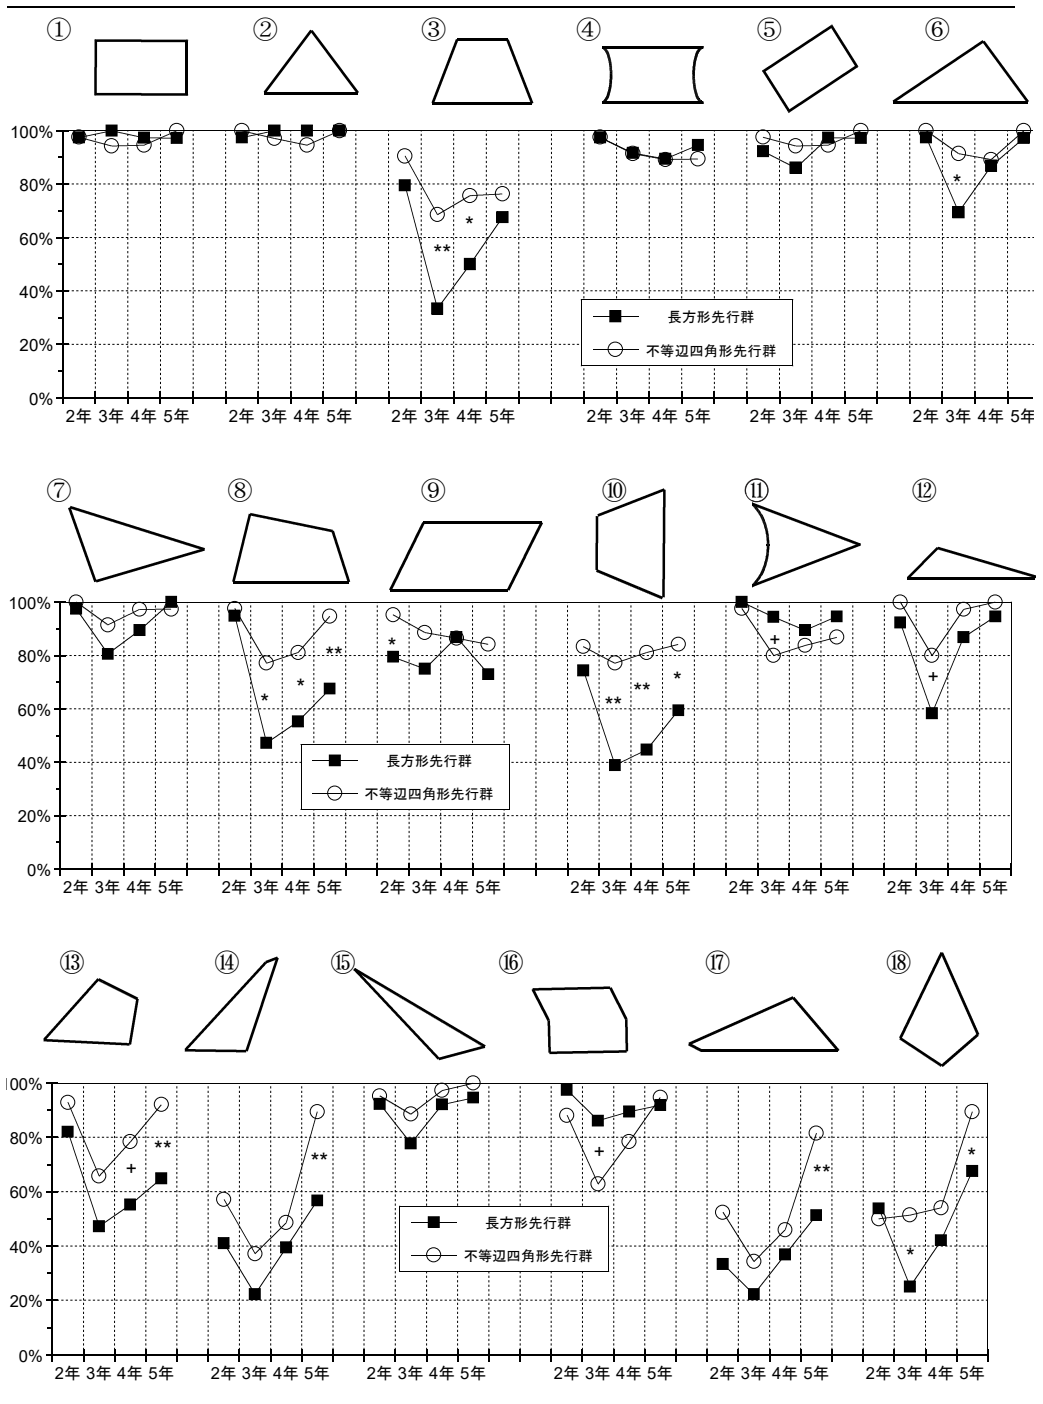 ① ② ③ ④ ⑤ ⑥
100%
80%
** * *
60%
40%
長方形先行群
不等辺四角形先行群
20%
0%
2年 3年 4年 5年 2年 3年 4年 5年 2年 3年 4年 5年 2年 3年 4年 5年 2年 3年 4年 5年 2年 3年 4年 5年
⑦ ⑧ ⑨ ⑩ ⑪ ⑫
100%
80%
* * ** * ** ** * + +
60%
40%
長方形先行群
不等辺四角形先行群
20%
0%
2年 3年 4年 5年 2年 3年 4年 5年 2年 3年 4年 5年 2年 3年 4年 5年 2年 3年 4年 5年 2年 3年 4年 5年
⑬ ⑭ ⑮ ⑯ ⑰ ⑱
100%
80%
+ ** ** + ** * *
60%
40%
長方形先行群
不等辺四角形先行群
20%
0%
2年 3年 4年 5年 2年 3年 4年 5年 2年 3年 4年 5年 2年 3年 4年 5年 2年 3年 4年 5年 2年 3年 4年 5年